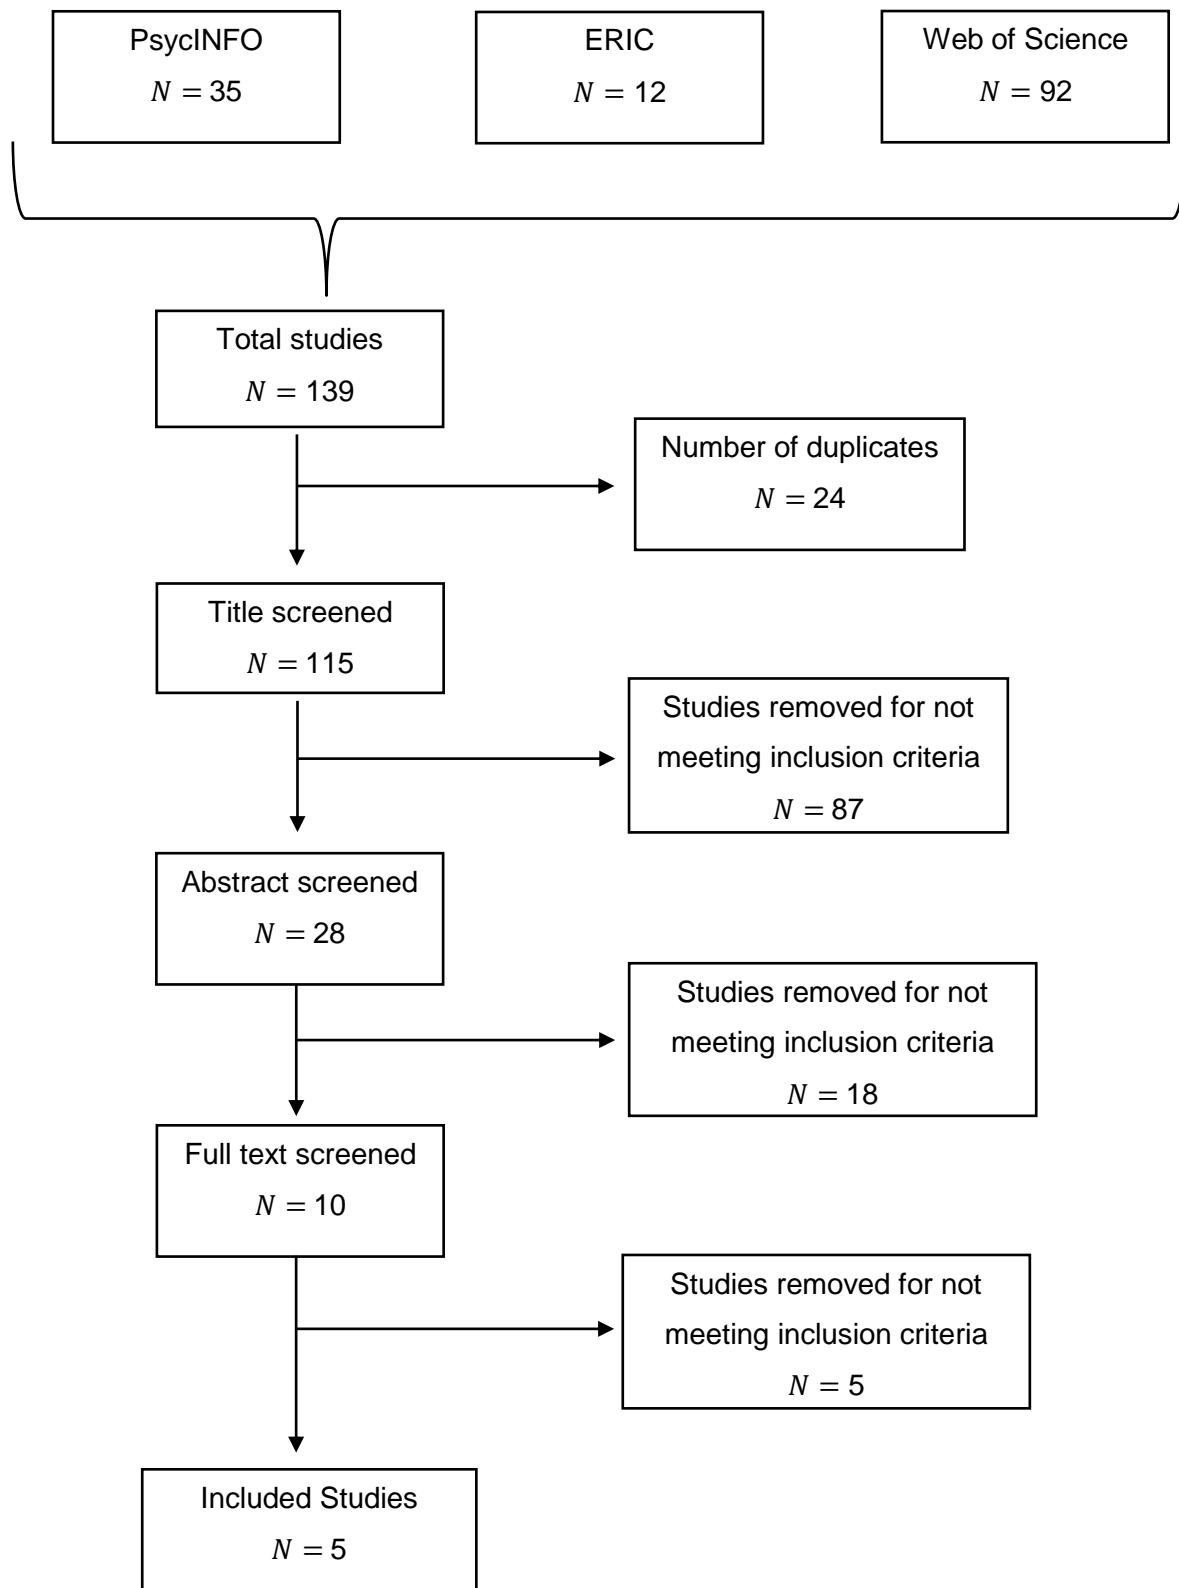 PsycINFO
N = 35
ERIC
N = 12
Web of Science
N = 92
Total studies
N = 139
Number of duplicates
N = 24
Title screened
N = 115
Studies removed for not
meeting inclusion criteria
N = 87
Abstract screened
N = 28
Studies removed for not
meeting inclusion criteria
N = 18
Full text screened
N = 10
Studies removed for not
meeting inclusion criteria
N = 5
Included Studies
N = 5